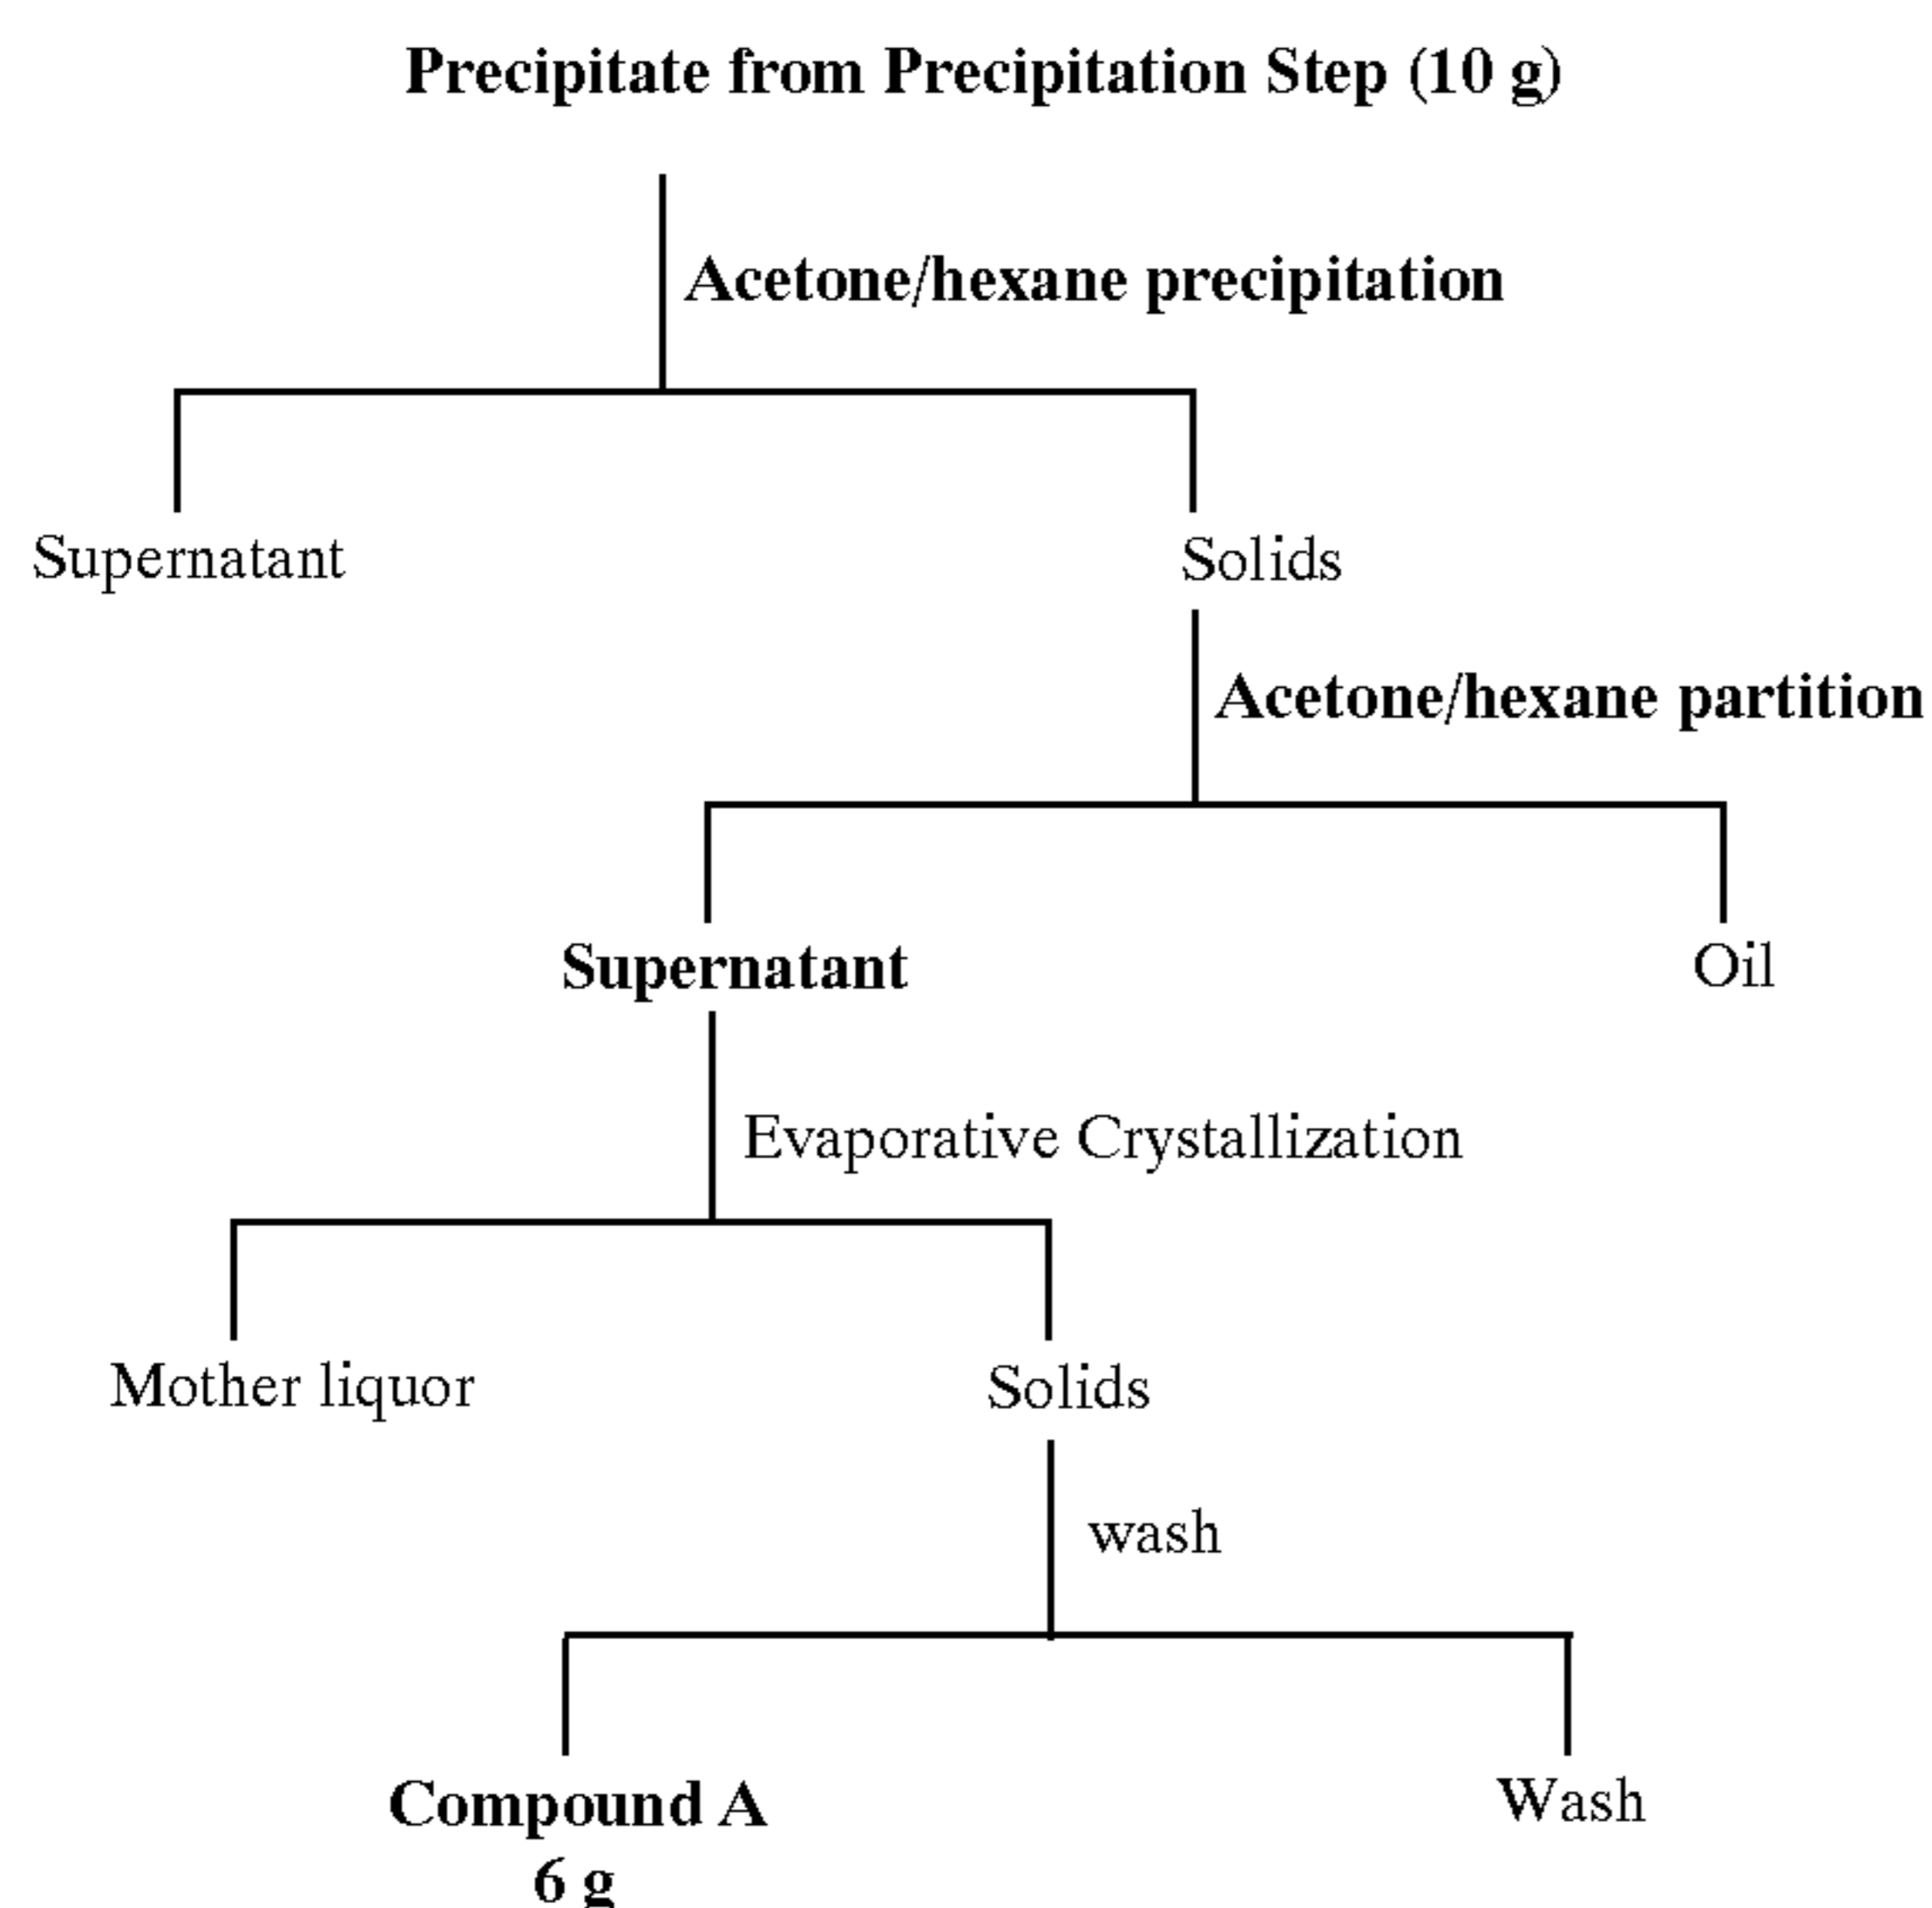 Precipitate from Precipitation Step (10 g)
Acetone/hexane precipitation
Supernatant
Solids
Acetone/hexane partition
Supernatant
Oil
Evaporative Crystallization
Mother liquor
Solids
wash
Compound A
6 g
Wash